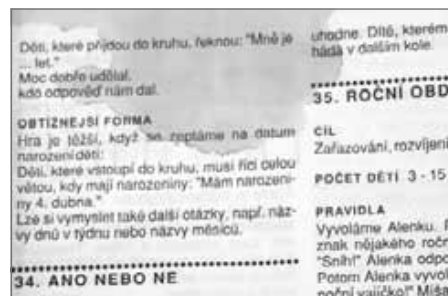 Děti, které přijdou do kruhu, řeknou: "Mně je
... let."
Moc dobře udělal,
kdo odpověď nám dal.
OBTÍŽNĚJŠÍ FORMA
Hra je těžší, když se zeptáme na datum
narození dětí:
Děti, které vstoupí do kruhu, musí říci celou
větou, kdy mají narozeniny: "Mám narozeni-
ny 4. dubna."
Lze si vymyslet také další otázky, např. náz-
vy dnů v týdnu nebo názvy měsíců.
34. ANO NEBO NE
uhodne. Dítě, kterém
hádá v dalším kole.
35. ROČNÍ OBD
CÍL
Zařazování, rozvíjení
POČET DĚTÍ 3 - 15
PRAVIDLA
Vyvoláme Alenku. P
znak nějakého ročn
"Sníh!" Alenka odpo
Potom Alenka vyvol
noční vajíčko!" Miša